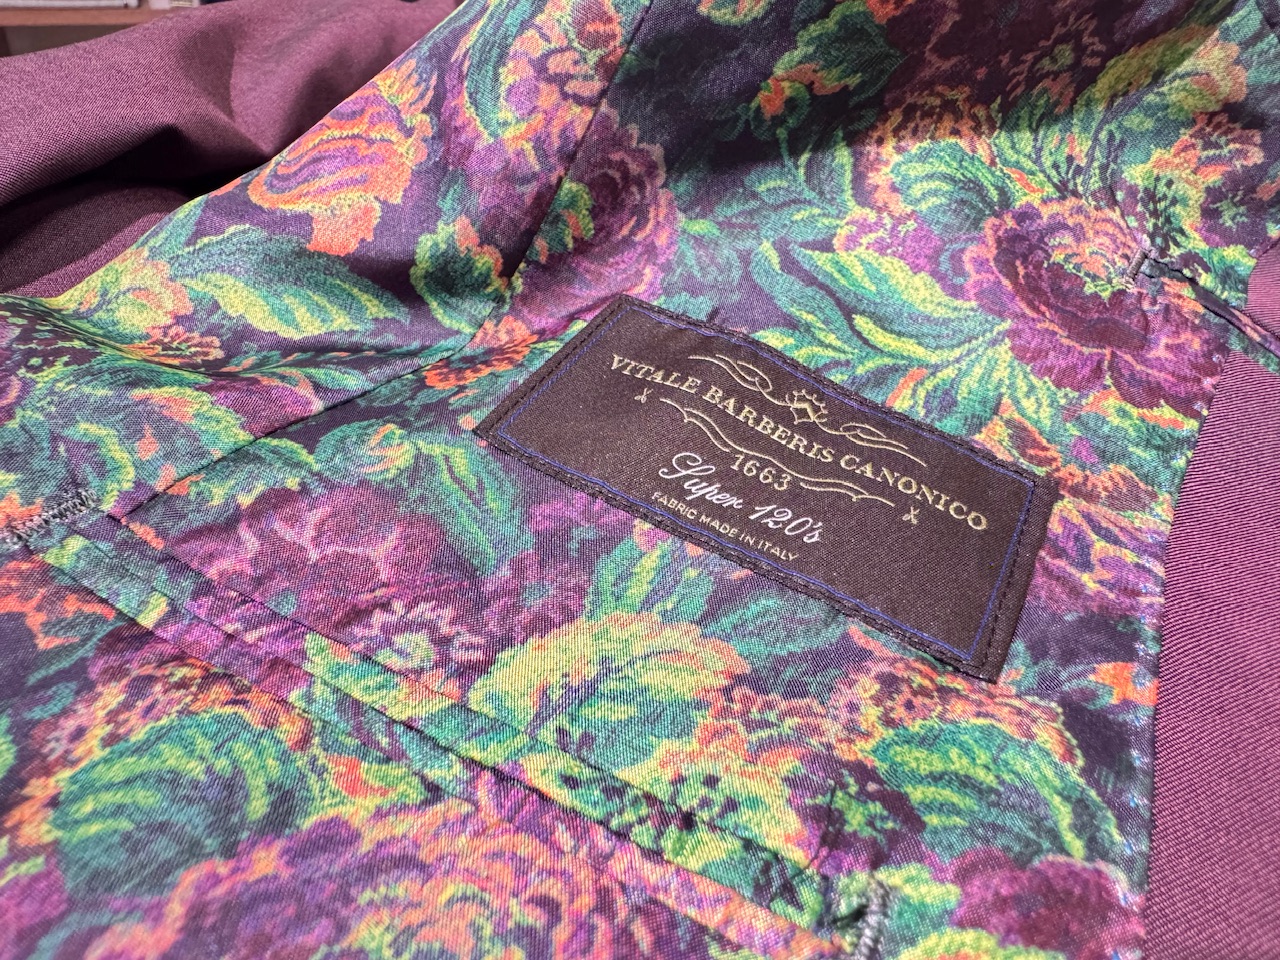 VITALE BARBERIS CANONICO
1663
Super 120's
FABRIC MADE IN ITALY